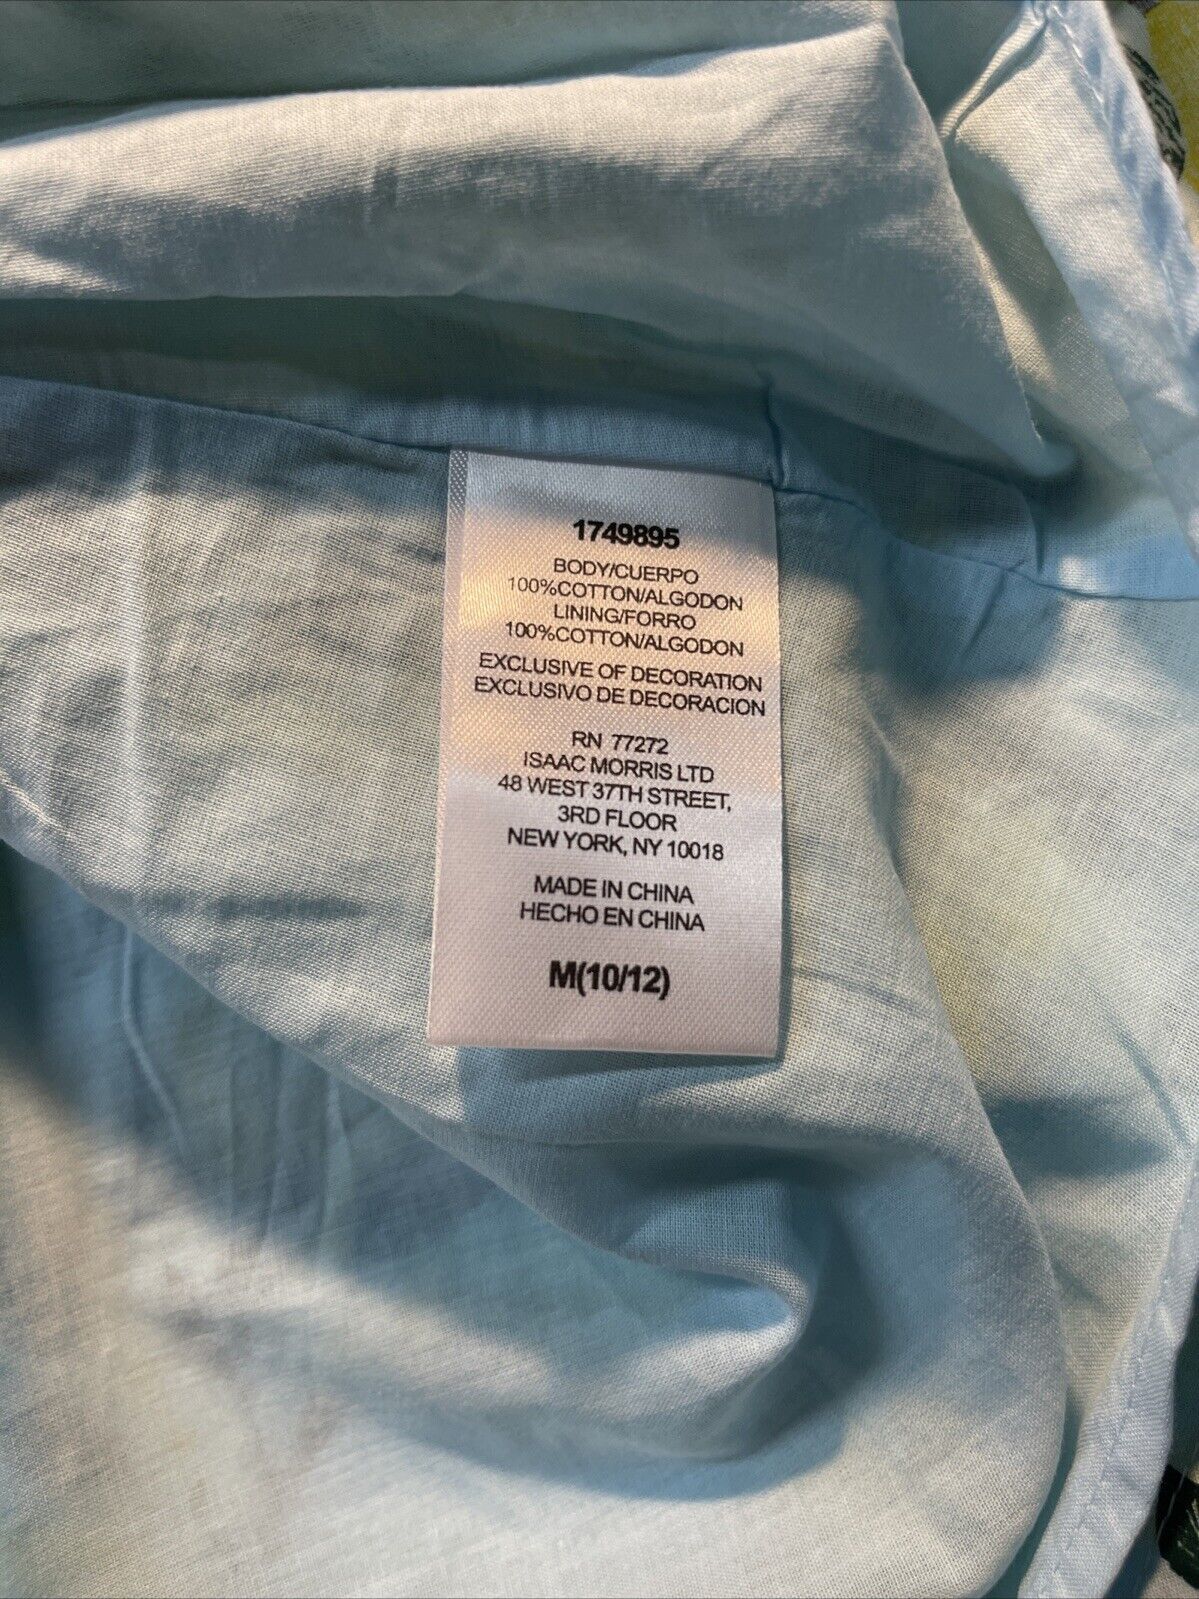 1749895
BODY/CUERPO
100%COTTON/ALGODON
LINING/FORRO
100%COTTON/ALGODON
EXCLUSIVE OF DECORATION
EXCLUSIVO DE DECORACION
RN 77272
ISAAC MORRIS LTD
48 WEST 37TH STREET,
3RD FLOOR
NEW YORK, NY 10018
MADE IN CHINA
HECHO EN CHINA
M(10/12)